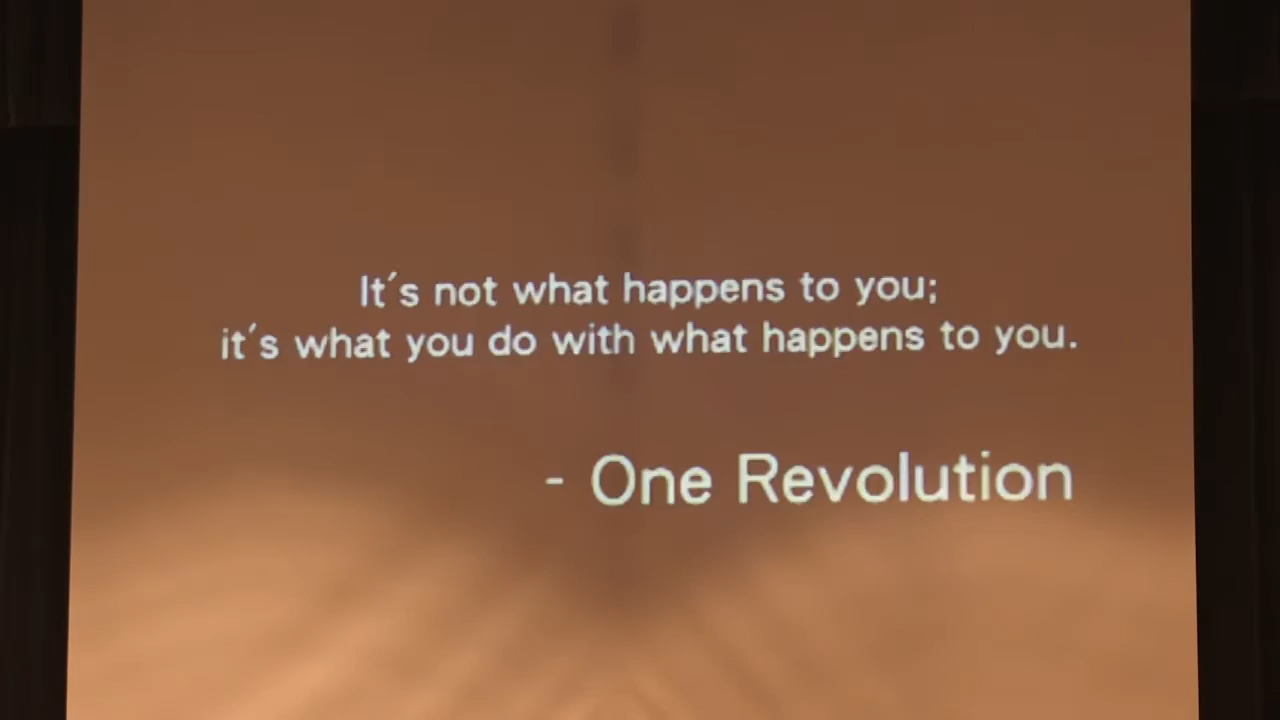 It´s not what happens to you;
it´s what you do with what happens to you.
- One Revolution